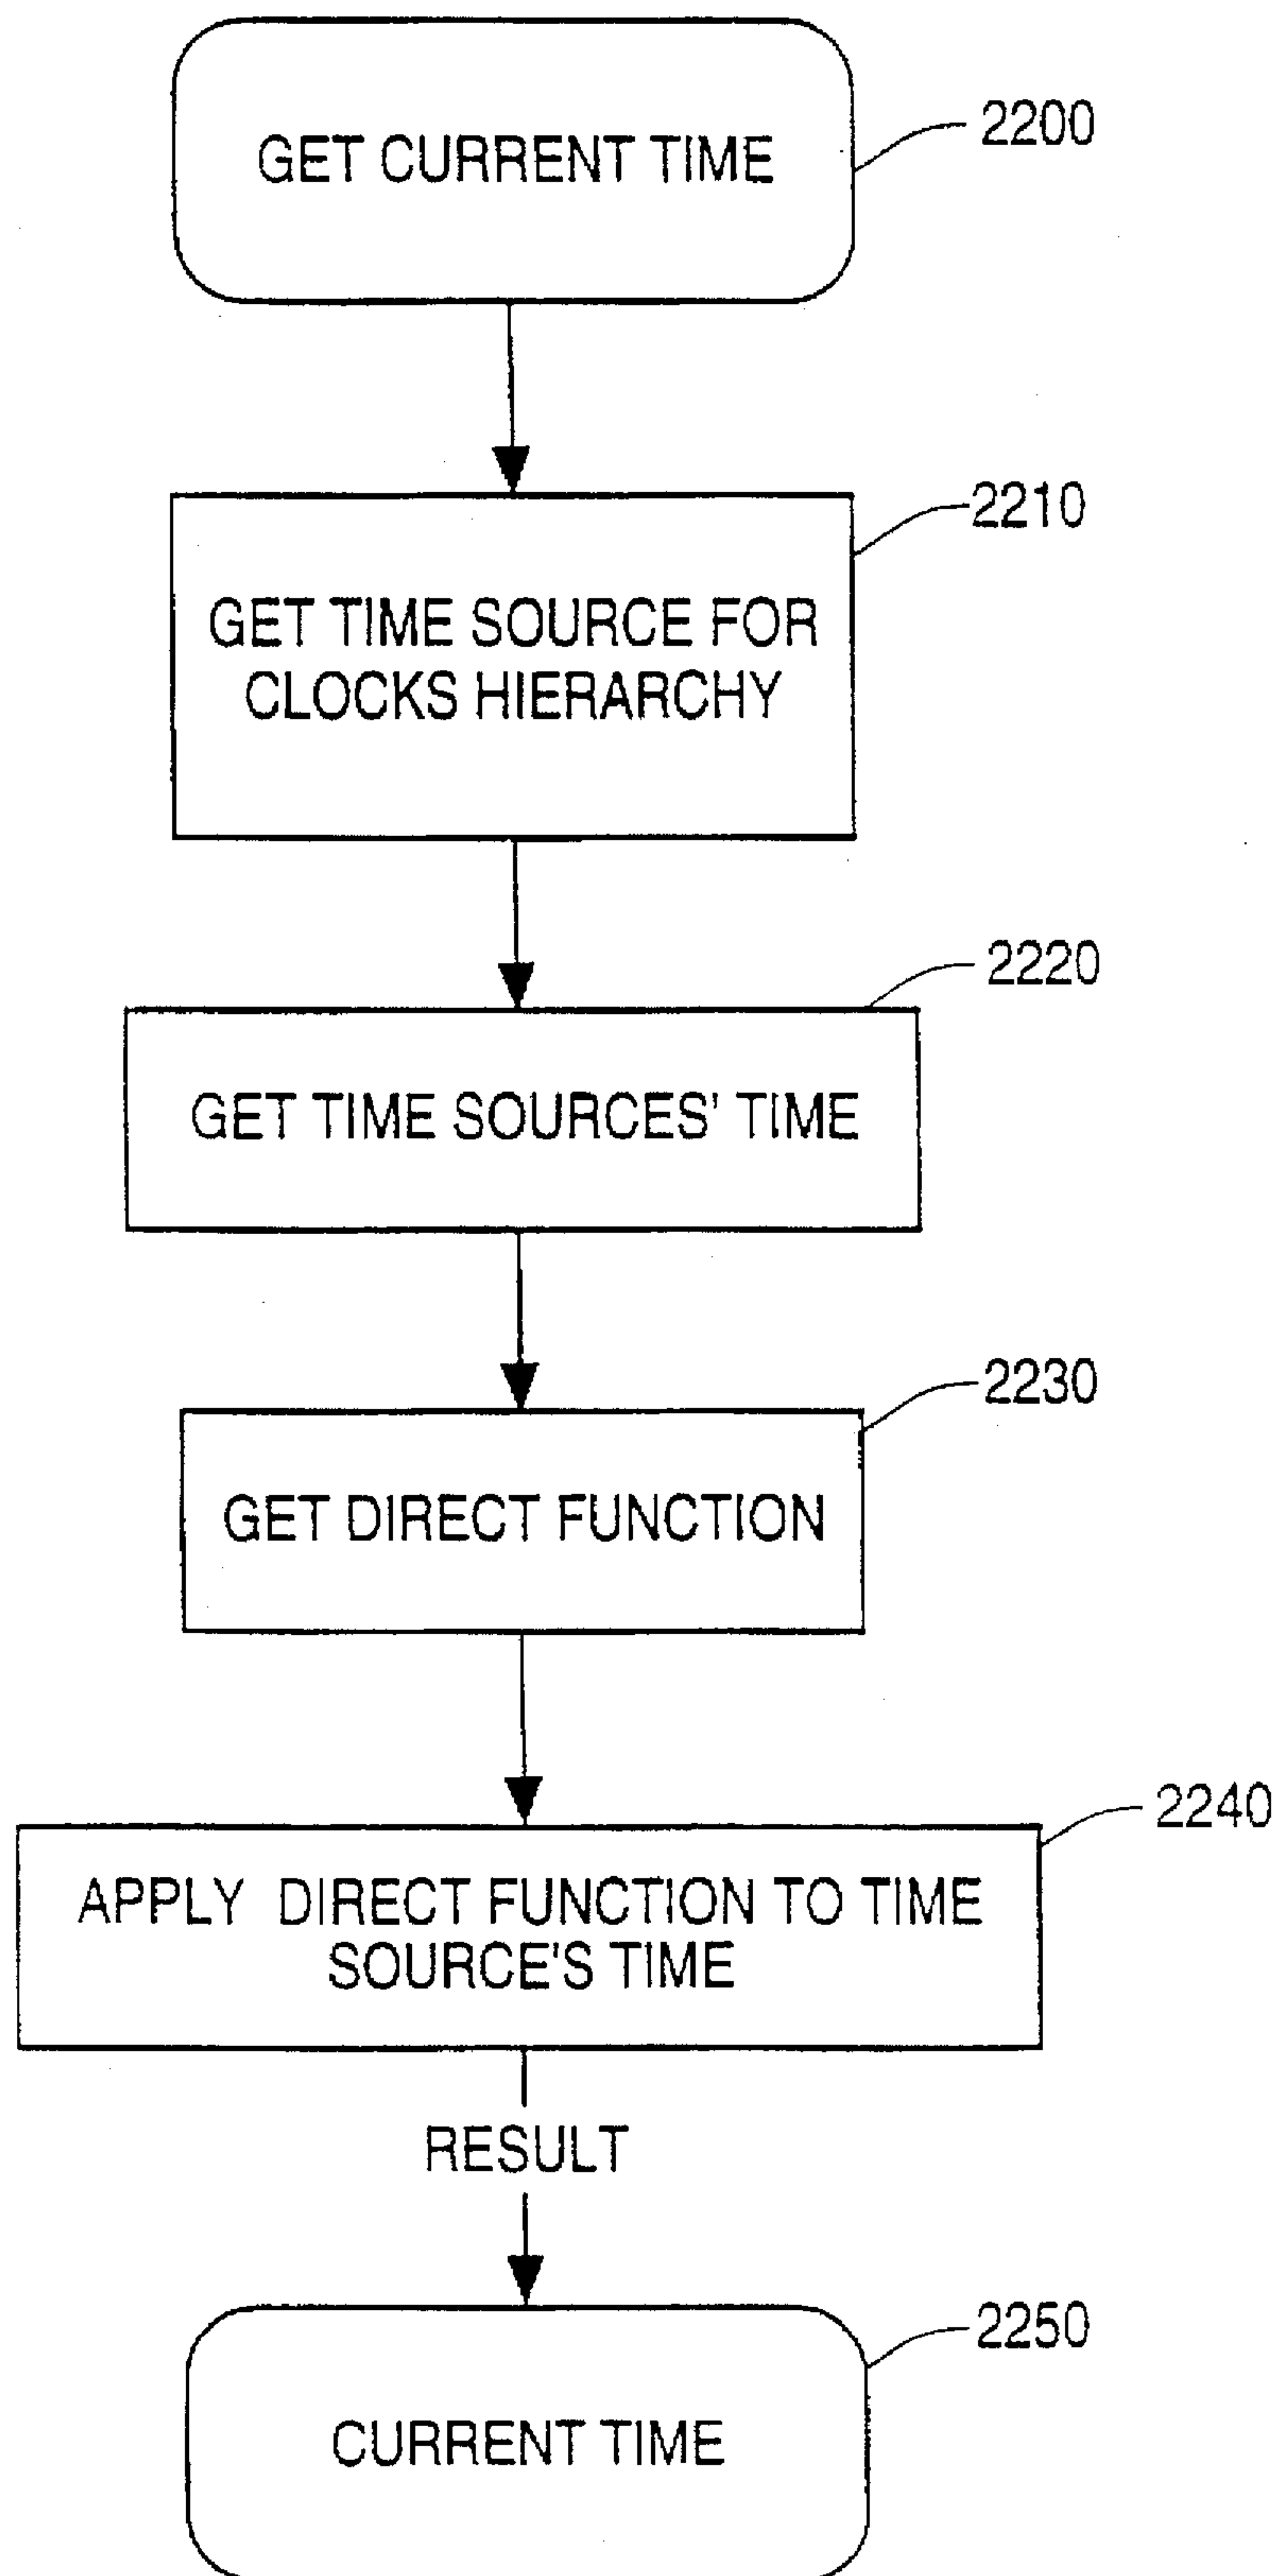 GET CURRENT TIME
2200
2210
GET TIME SOURCE FOR
CLOCKS HIERARCHY
2220
GET TIME SOURCES' TIME
2230
GET DIRECT FUNCTION
2240
APPLY DIRECT FUNCTION TO TIME
SOURCE'S TIME
RESULT
2250
CURRENT TIME